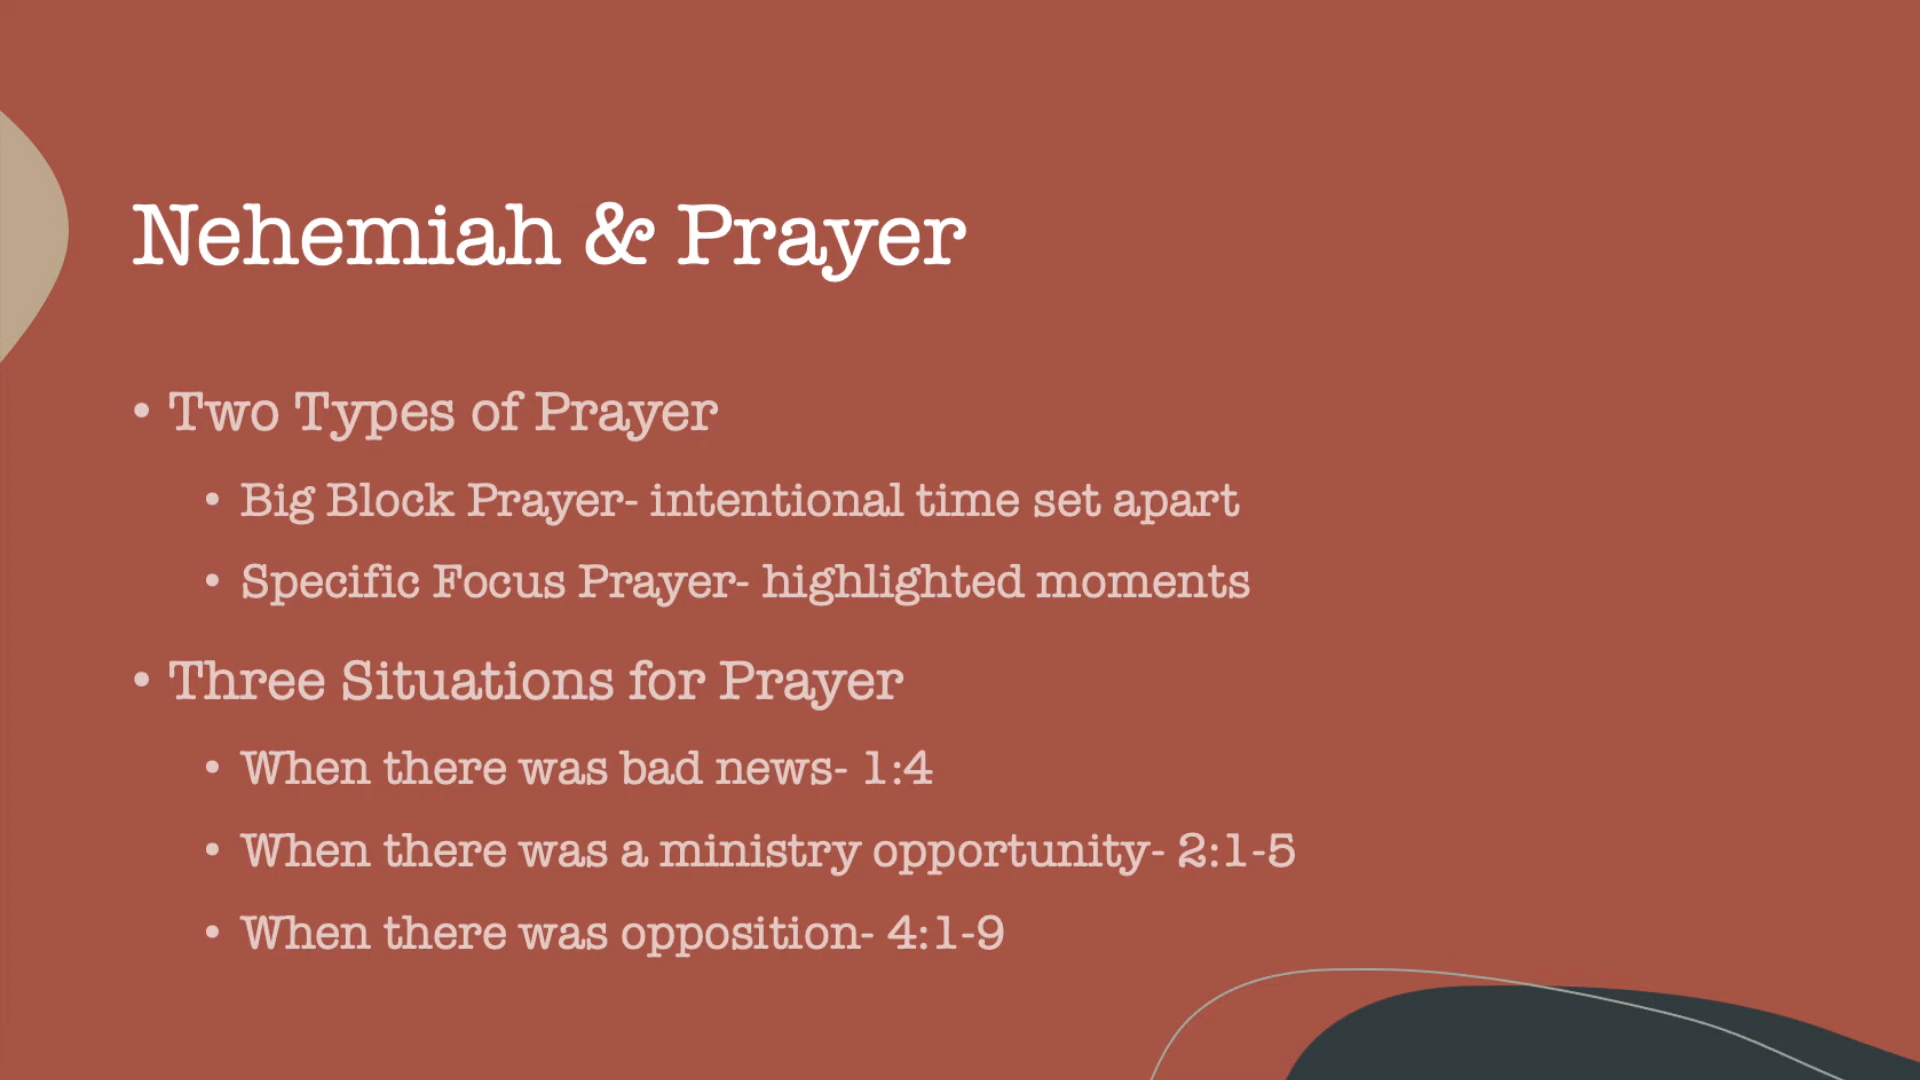 Nehemiah & Prayer
• Two Types of Prayer
• Big Block Prayer- intentional time set apart
• Specific Focus Prayer- highlighted moments
• Three Situations for Prayer
• When there was bad news- 1:4
• When there was a ministry opportunity- 2:1-5
• When there was opposition- 4:1-9